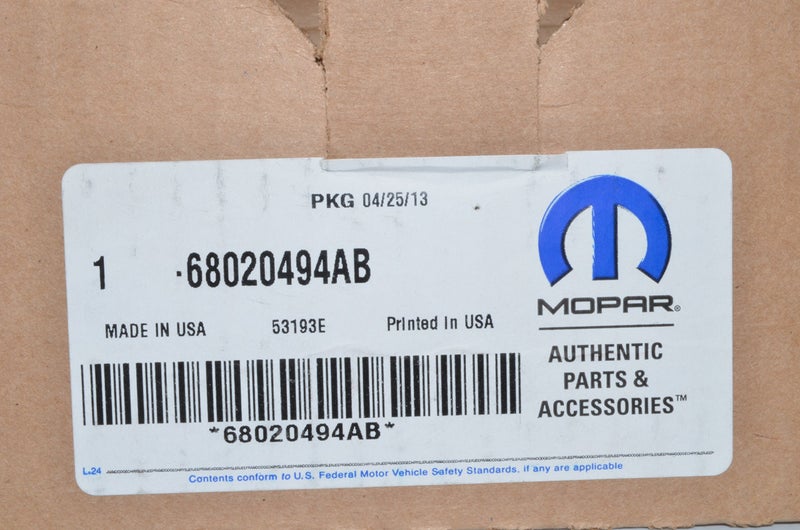 PKG 04/25/13
1 -68020494AB
MADE IN USA 53193E Printed In USA
*68020494AB*
MOPAR®
AUTHENTIC
PARTS &
ACCESSORIES™
L-24
Contents conform to U.S. Federal Motor Vehicle Safety Standards, if any are applicable